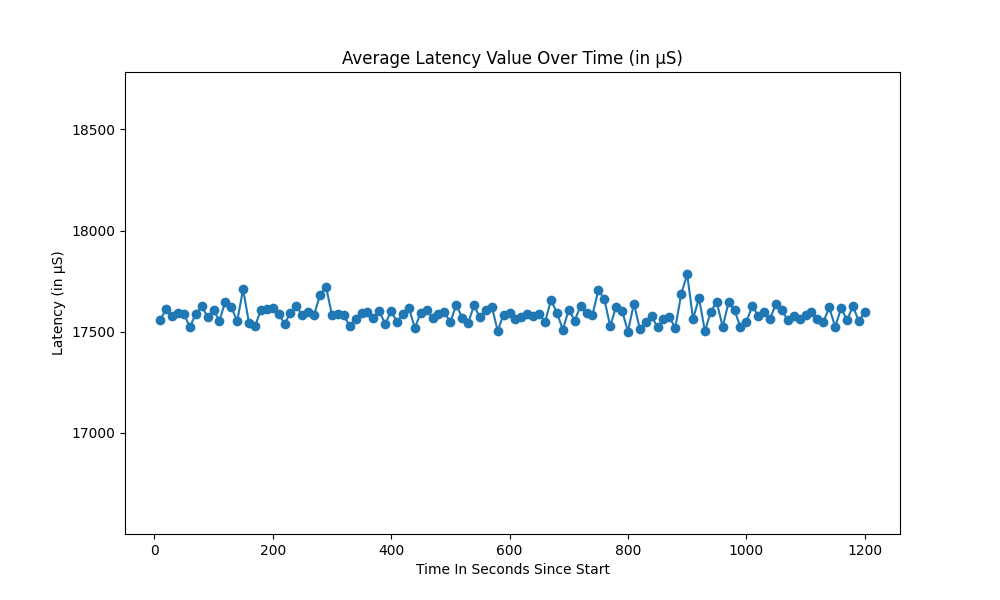 Average Latency Value Over Time (in µS)
18500
18000
17500
17000
Latency (in µS)
0 200 400 600 800 1000 1200
Time In Seconds Since Start